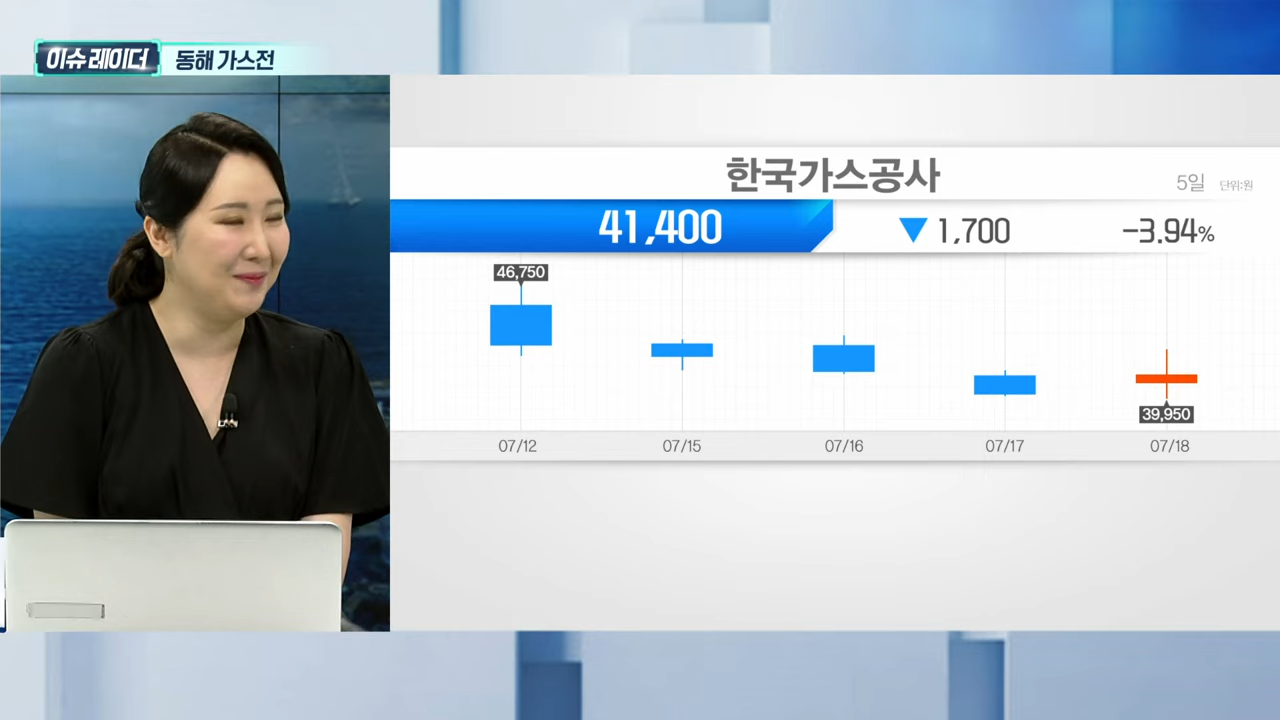 이슈 레이더 동해 가스전
한국가스공사
5일 단위:원
41,400 ▼ 1,700 -3.94%
46,750
39,950
07/12 07/15 07/16 07/17 07/18